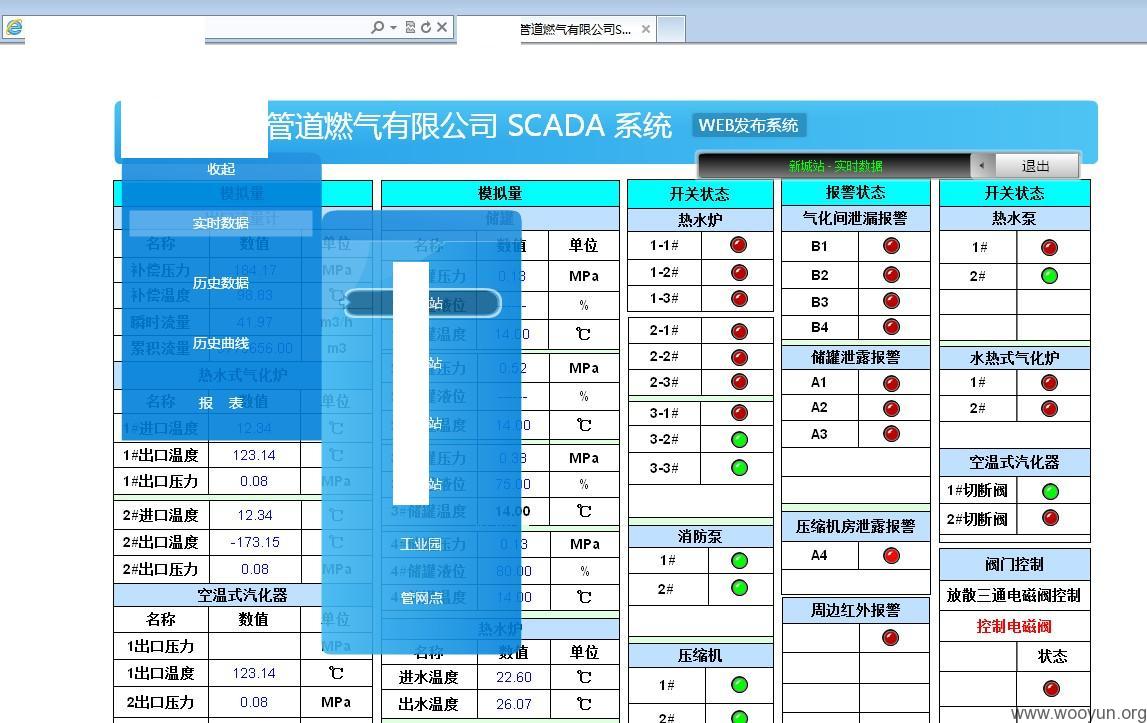 管道燃气有限公司S...
管道燃气有限公司 SCADA 系统 WEB发布系统
新城站 - 实时数据 退出
收起
实时数据
历史数据
历史曲线
报 表
站
站
站
站
工业园
管网点
模拟量
名称 数值 单位
补偿压力 184.17 MPa
补偿温度 98.83 ℃
瞬时流量 41.97 m3/h
累积流量 656.00 m3
热水式气化炉
名称 数值 单位
1#进口温度 12.34 ℃
1#出口温度 123.14 ℃
1#出口压力 0.08 MPa
2#进口温度 12.34 ℃
2#出口温度 -173.15 ℃
2#出口压力 0.08 MPa
空温式汽化器
名称 数值 单位
1出口压力 MPa
1出口温度 123.14 ℃
2出口压力 0.08 MPa
模拟量
储罐
名称 数值 单位
压力 0.13 MPa
液位 ----- %
温度 14.00 ℃
压力 0.52 MPa
液位 ----- %
温度 14.00 ℃
压力 0.38 MPa
液位 75.00 %
3#储罐温度 14.00 ℃
压力 0.13 MPa
4#储罐液位 80.00 %
温度 14.00 ℃
热水炉
名称 数值 单位
进水温度 22.60 ℃
出水温度 26.07 ℃
开关状态
热水炉
1-1#
1-2#
1-3#
2-1#
2-2#
2-3#
3-1#
3-2#
3-3#
消防泵
1#
2#
压缩机
1#
2#
报警状态
气化间泄漏报警
B1
B2
B3
B4
储罐泄露报警
A1
A2
A3
压缩机房泄露报警
A4
周边红外报警
开关状态
热水泵
1#
2#
水热式气化炉
1#
2#
空温式汽化器
1#切断阀
2#切断阀
阀门控制
放散三通电磁阀控制
控制电磁阀
状态
www.wooyun.org